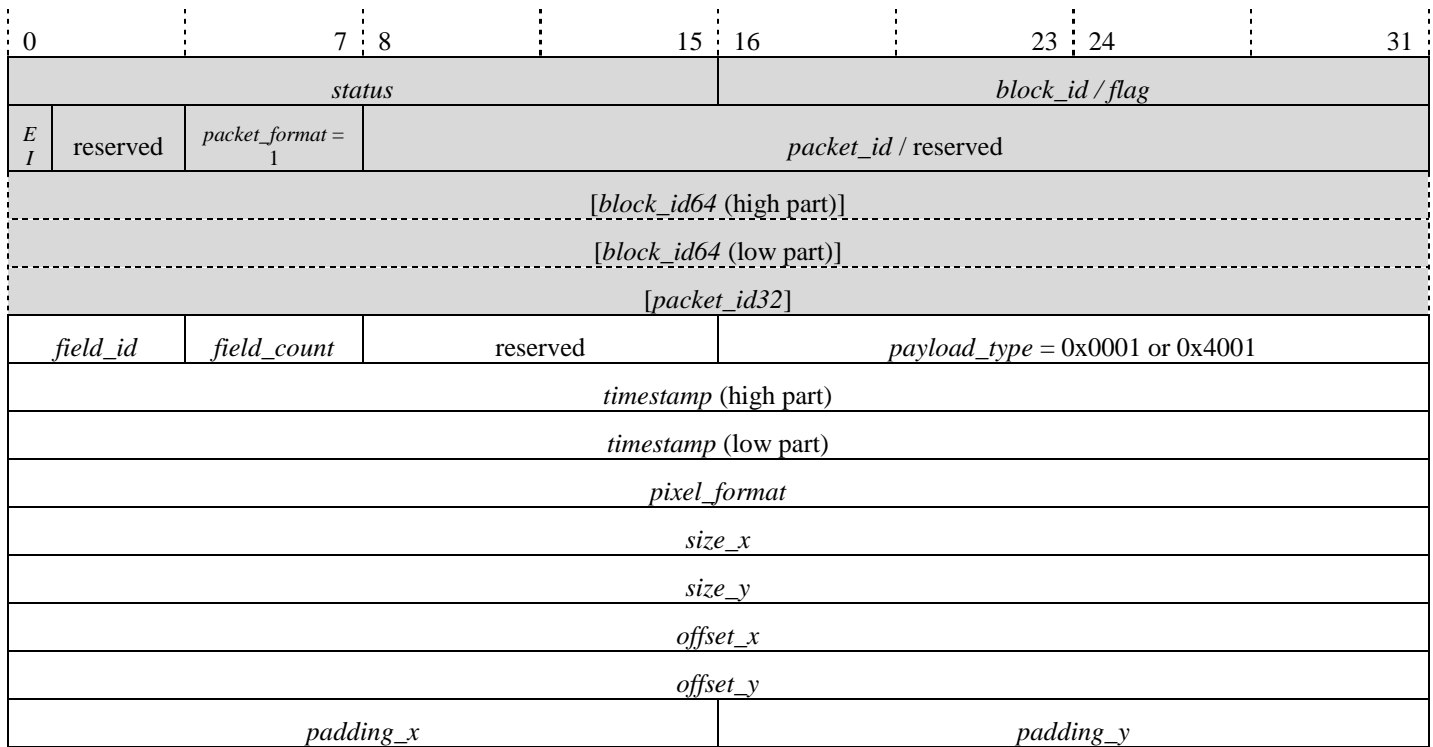 0 7 8 15 16 23 24 31
status block_id / flag
E
I reserved packet_format =
1 packet_id / reserved
[block_id64 (high part)]
[block_id64 (low part)]
[packet_id32]
field_id field_count reserved payload_type = 0x0001 or 0x4001
timestamp (high part)
timestamp (low part)
pixel_format
size_x
size_y
offset_x
offset_y
padding_x padding_y